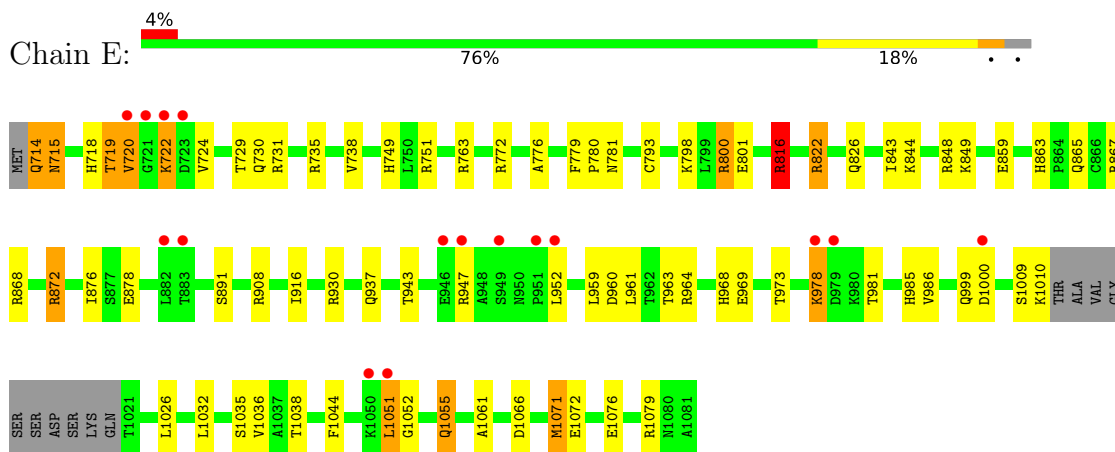 4%
Chain E:
76% 18% • •
MET Q714 N715 H718 T719 V720 G721 K722 D723 V724 T729 Q730 R731 R735 V738 H749 L750 R751 R763 R772 A776 F779 P780 N781 C793 K798 L799 R800 E801 R816 R822 Q826 I843 K844 R848 K849 E859 H863 P864 Q865 C866 R867
R868 R872 I876 S877 E878 L882 T883 S891 R908 I916 R930 Q937 T943 E946 R947 A948 S949 N950 P951 L952 L959 D960 L961 T962 T963 R964 H968 E969 T973 K978 D979 K980 T981 H985 V986 Q999 D1000 S1009 K1010 THR ALA VAL GLY
SER SER ASP SER LYS GLN T1021 L1026 L1032 S1035 V1036 A1037 T1038 F1044 K1050 L1051 G1052 Q1055 A1061 D1066 M1071 E1072 E1076 R1079 N1080 A1081